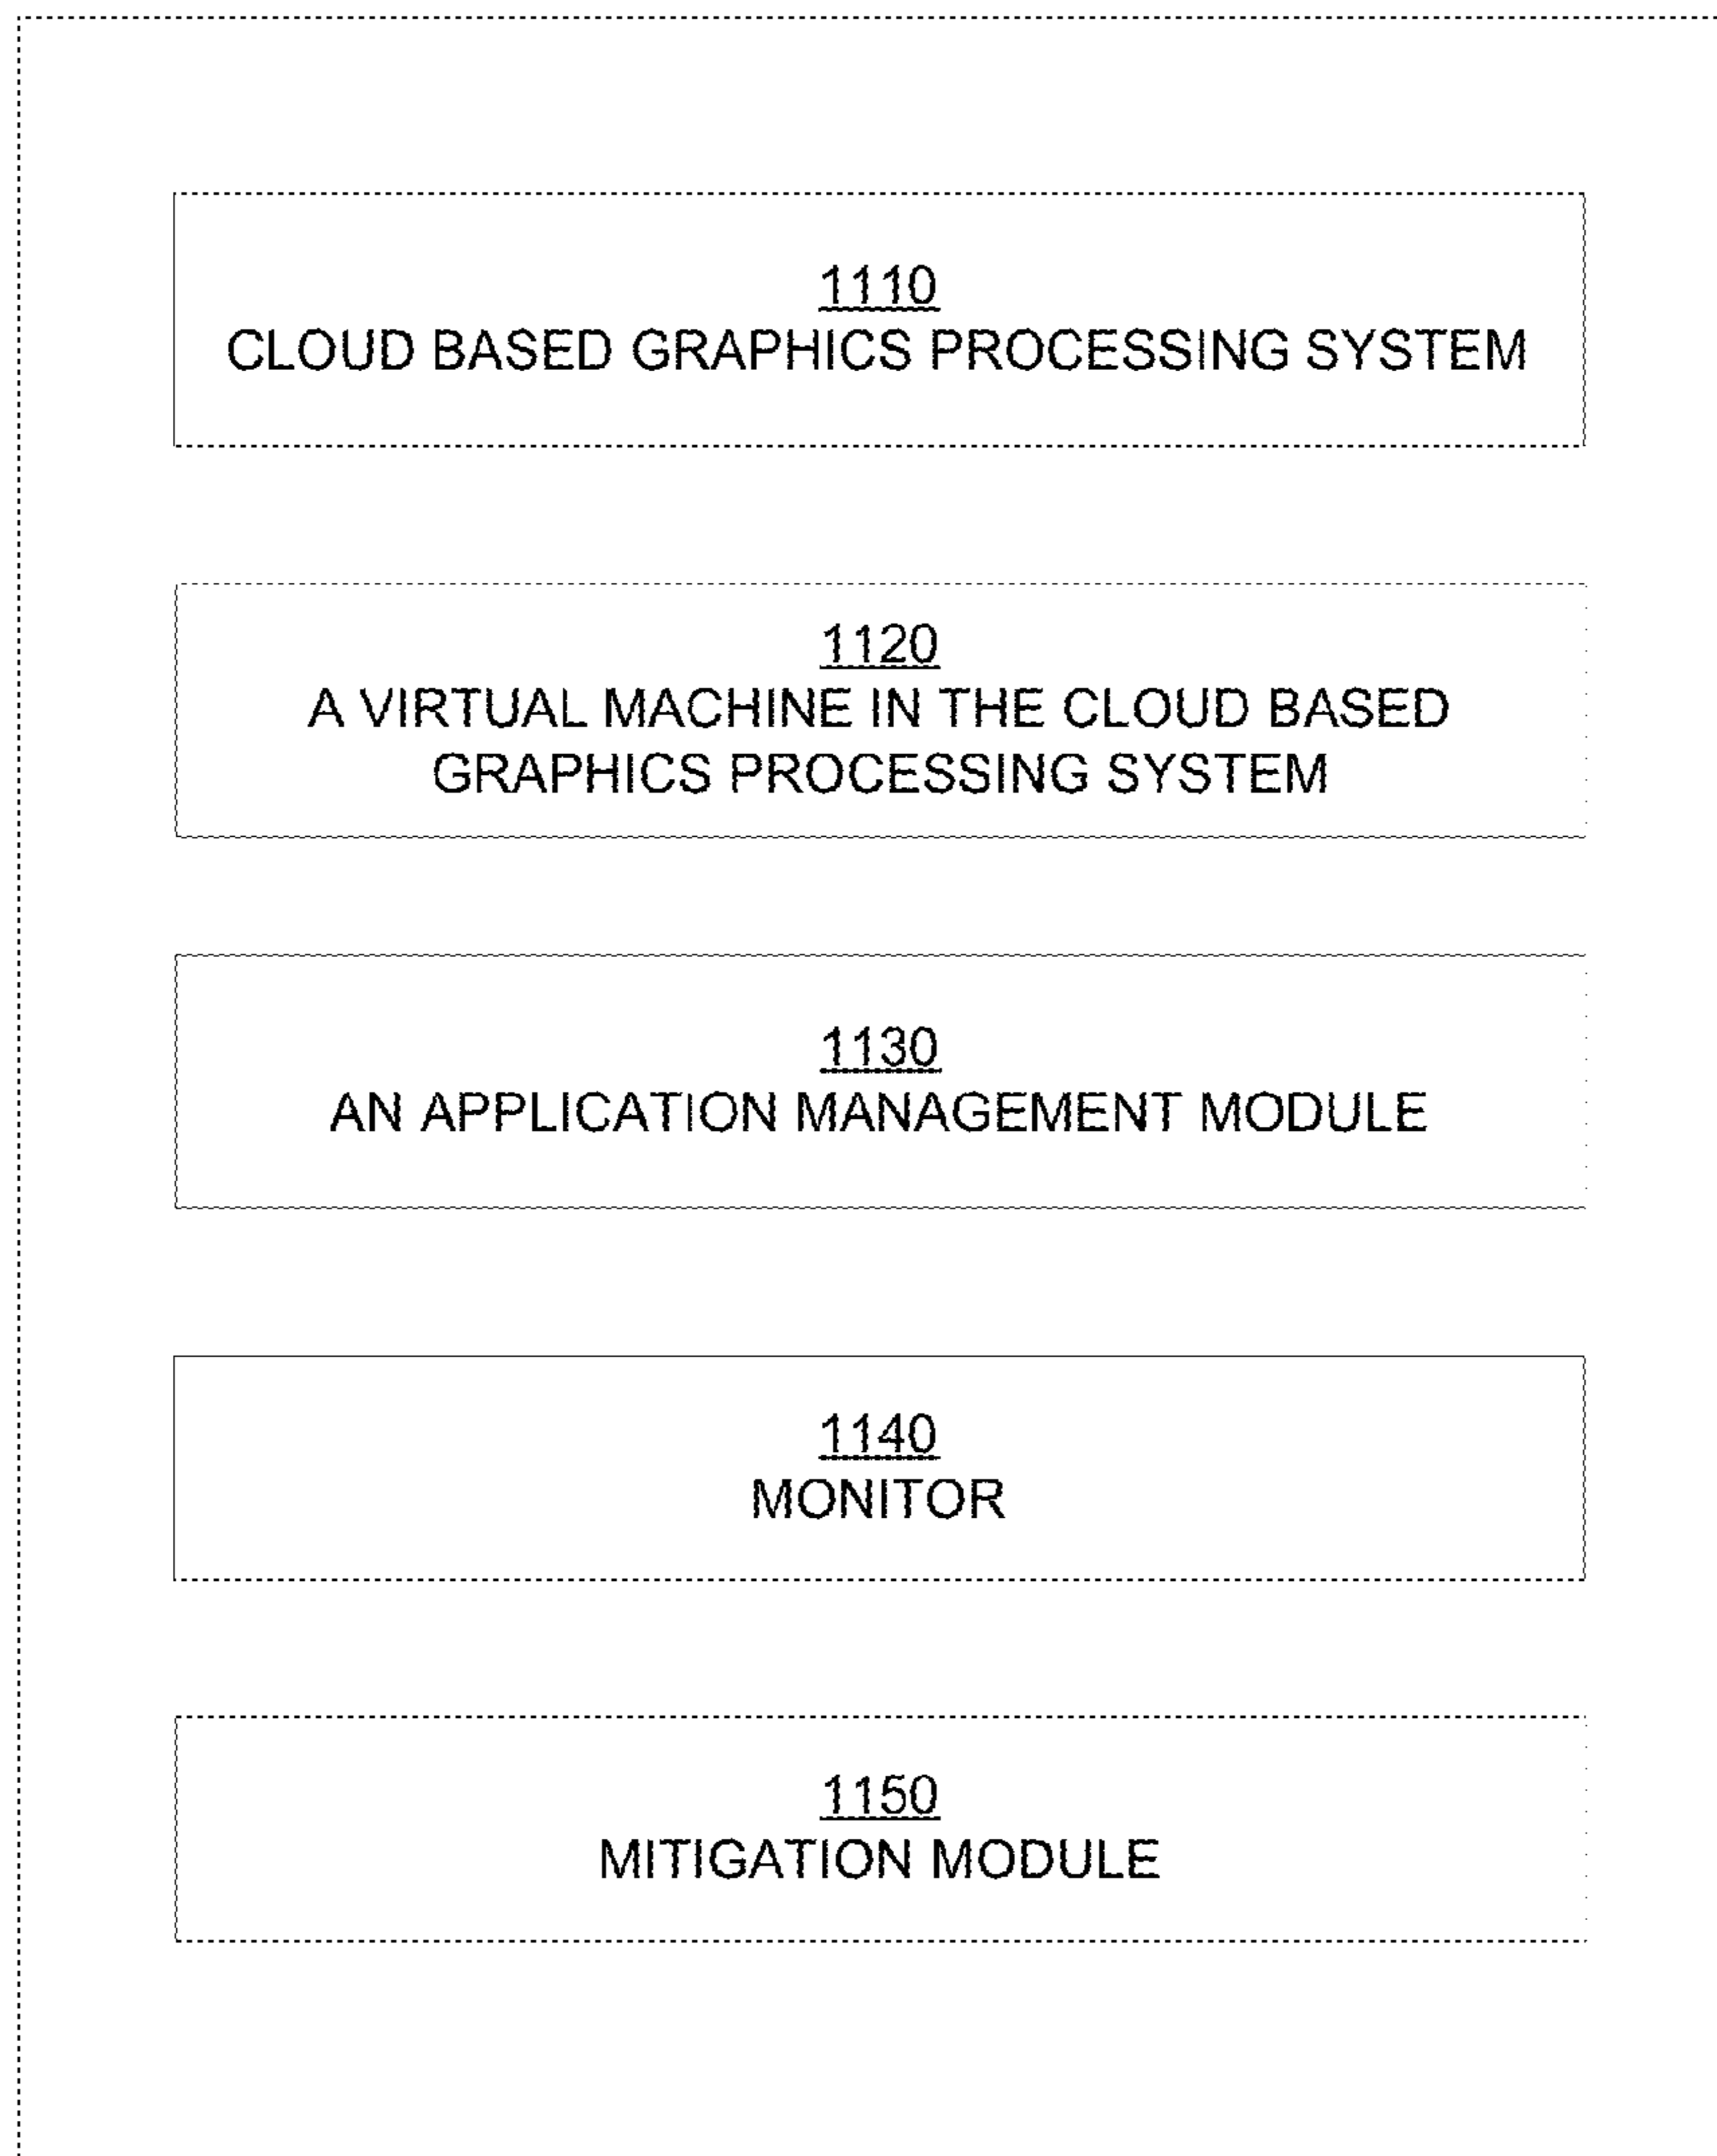 1110
CLOUD BASED GRAPHICS PROCESSING SYSTEM
1120
A VIRTUAL MACHINE IN THE CLOUD BASED
GRAPHICS PROCESSING SYSTEM
1130
AN APPLICATION MANAGEMENT MODULE
1140
MONITOR
1150
MITIGATION MODULE